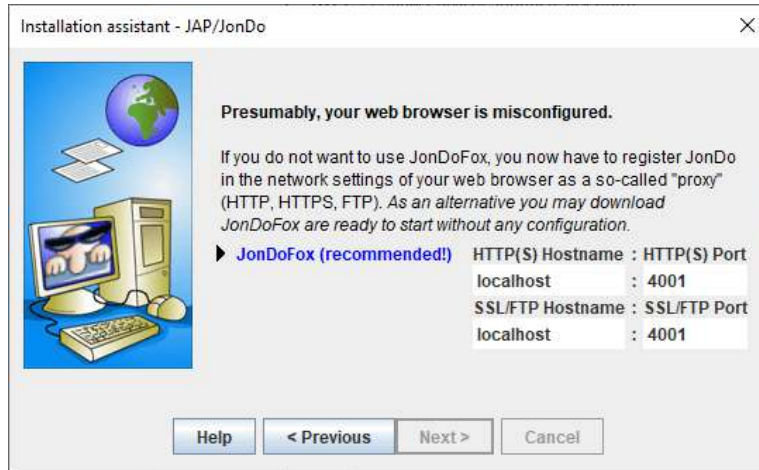 Installation assistant - JAP/JonDo
Presumably, your web browser is misconfigured.
If you do not want to use JonDoFox, you now have to register JonDo
in the network settings of your web browser as a so-called "proxy"
(HTTP, HTTPS, FTP). As an alternative you may download
JonDoFox are ready to start without any configuration.
JonDoFox (recommended!) HTTP(S) Hostname : HTTP(S) Port
localhost : 4001
SSL/FTP Hostname : SSL/FTP Port
localhost : 4001
Help < Previous Next > Cancel